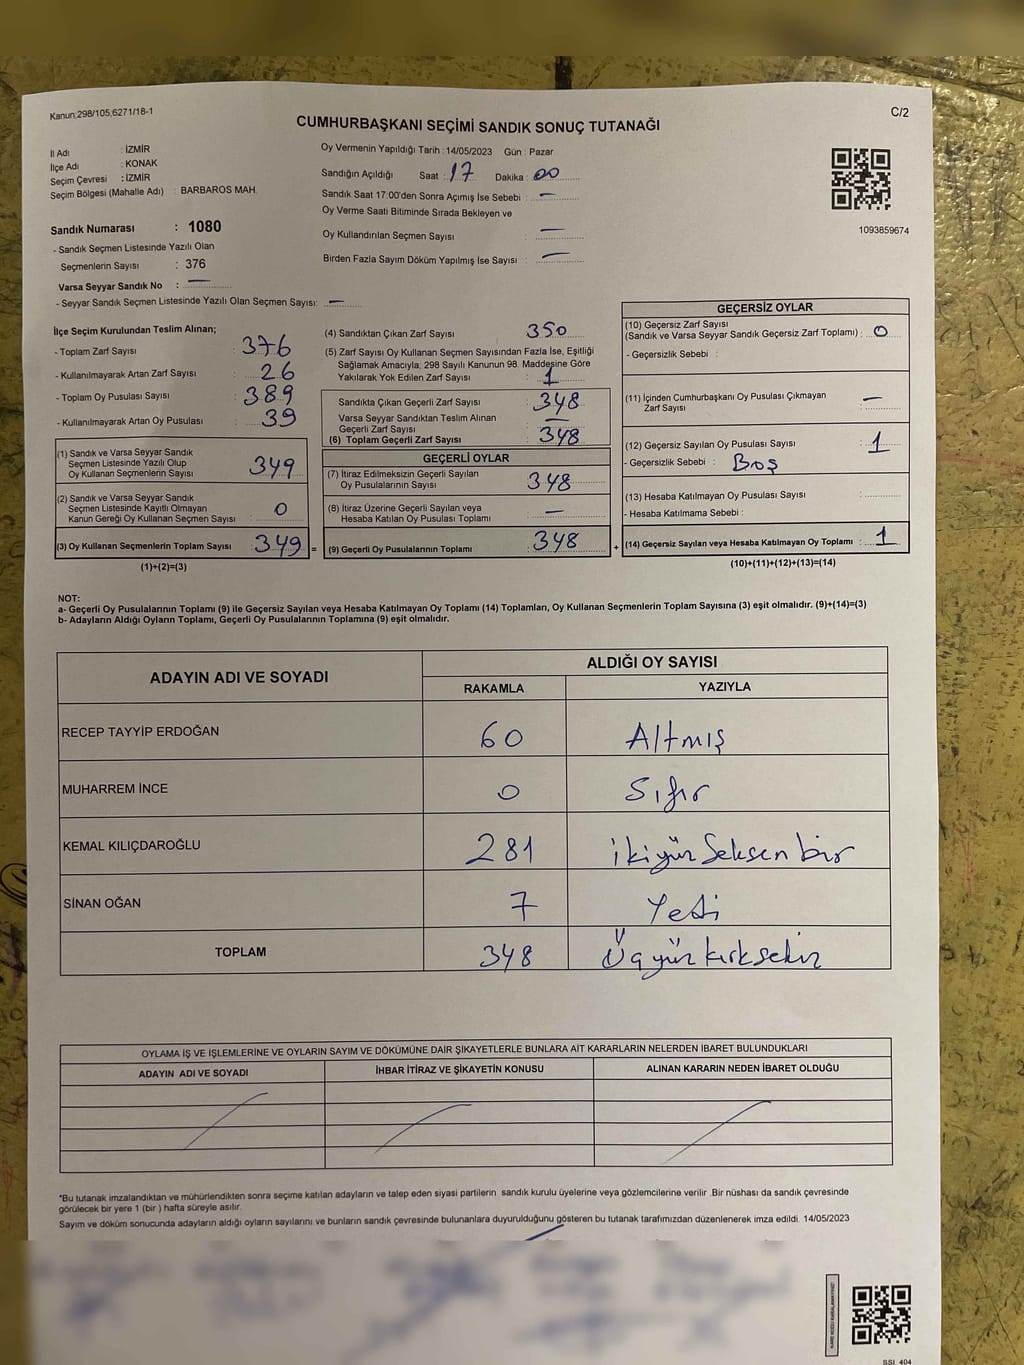 Kanun;298/105,6271/18-1
C/2
CUMHURBAŞKANI SEÇİMİ SANDIK SONUÇ TUTANAĞI
İl Adı : İZMİR
İlçe Adı : KONAK
Seçim Çevresi : İZMİR
Seçim Bölgesi (Mahalle Adı) : BARBAROS MAH.
Sandık Numarası : 1080
- Sandık Seçmen Listesinde Yazılı Olan
Seçmenlerin Sayısı : 376
Varsa Seyyar Sandık No : —
- Seyyar Sandık Seçmen Listesinde Yazılı Olan Seçmen Sayısı: —
Oy Vermenin Yapıldığı Tarih : 14/05/2023 Gün : Pazar
Sandığın Açıldığı Saat : 17 Dakika : 00
Sandık Saat 17:00'den Sonra Açımış İse Sebebi : —
Oy Verme Saati Bitiminde Sırada Bekleyen ve
Oy Kullandırılan Seçmen Sayısı : —
Birden Fazla Sayım Döküm Yapılmış İse Sayısı : —
1093859674
İlçe Seçim Kurulundan Teslim Alınan;
- Toplam Zarf Sayısı : 376
- Kullanılmayarak Artan Zarf Sayısı : 26
- Toplam Oy Pusulası Sayısı : 389
- Kullanılmayarak Artan Oy Pusulası : 39
(1) Sandık ve Varsa Seyyar Sandık
Seçmen Listesinde Yazılı Olup
Oy Kullanan Seçmenlerin Sayısı : 349
(2) Sandık ve Varsa Seyyar Sandık
Seçmen Listesinde Kayıtlı Olmayan
Kanun Gereği Oy Kullanan Seçmen Sayısı : 0
(3) Oy Kullanan Seçmenlerin Toplam Sayısı : 349 =
(1)+(2)=(3)
(4) Sandıktan Çıkan Zarf Sayısı : 350
(5) Zarf Sayısı Oy Kullanan Seçmen Sayısından Fazla İse, Eşitliği
Sağlamak Amacıyla; 298 Sayılı Kanunun 98. Maddesine Göre
Yakılarak Yok Edilen Zarf Sayısı : 1
Sandıkta Çıkan Geçerli Zarf Sayısı : 348
Varsa Seyyar Sandıktan Teslim Alınan
Geçerli Zarf Sayısı : —
(6) Toplam Geçerli Zarf Sayısı : 348
GEÇERLİ OYLAR
(7) İtiraz Edilmeksizin Geçerli Sayılan
Oy Pusulalarının Sayısı : 348
(8) İtiraz Üzerine Geçerli Sayılan veya
Hesaba Katılan Oy Pusulası Toplamı : —
(9) Geçerli Oy Pusulalarının Toplamı : 348 +
GEÇERSİZ OYLAR
(10) Geçersiz Zarf Sayısı
(Sandık ve Varsa Seyyar Sandık Geçersiz Zarf Toplamı) : 0
- Geçersizlik Sebebi :
(11) İçinden Cumhurbaşkanı Oy Pusulası Çıkmayan
Zarf Sayısı : —
(12) Geçersiz Sayılan Oy Pusulası Sayısı : 1
- Geçersizlik Sebebi : Boş
(13) Hesaba Katılmayan Oy Pusulası Sayısı :
- Hesaba Katılmama Sebebi :
(14) Geçersiz Sayılan veya Hesaba Katılmayan Oy Toplamı : 1
(10)+(11)+(12)+(13)=(14)
NOT:
a- Geçerli Oy Pusulalarının Toplamı (9) ile Geçersiz Sayılan veya Hesaba Katılmayan Oy Toplamı (14) Toplamları, Oy Kullanan Seçmenlerin Toplam Sayısına (3) eşit olmalıdır. (9)+(14)=(3)
b- Adayların Aldığı Oyların Toplamı, Geçerli Oy Pusulalarının Toplamına (9) eşit olmalıdır.
ADAYIN ADI VE SOYADI
ALDIĞI OY SAYISI
RAKAMLA YAZIYLA
RECEP TAYYİP ERDOĞAN 60 Altmış
MUHARREM İNCE 0 Sıfır
KEMAL KILIÇDAROĞLU 281 ikiyüz Seksen bir
SİNAN OĞAN 7 Yedi
TOPLAM 348 Üçyüz kırk sekiz
OYLAMA İŞ VE İŞLEMLERİNE VE OYLARIN SAYIM VE DÖKÜMÜNE DAİR ŞİKAYETLERLE BUNLARA AİT KARARLARIN NELERDEN İBARET BULUNDUKLARI
ADAYIN ADI VE SOYADI İHBAR İTİRAZ VE ŞİKAYETİN KONUSU ALINAN KARARIN NEDEN İBARET OLDUĞU
*Bu tutanak imzalandıktan ve mühürlendikten sonra seçime katılan adayların ve talep eden siyasi partilerin sandık kurulu üyelerine veya gözlemcilerine verilir .Bir nüshası da sandık çevresinde
görülecek bir yere 1 (bir ) hafta süreyle asılır.
Sayım ve döküm sonucunda adayların aldığı oyların sayılarını ve bunların sandık çevresinde bulunanlara duyurulduğunu gösteren bu tutanak tarafımızdan düzenlenerek imza edildi. 14/05/2023
SSI 404